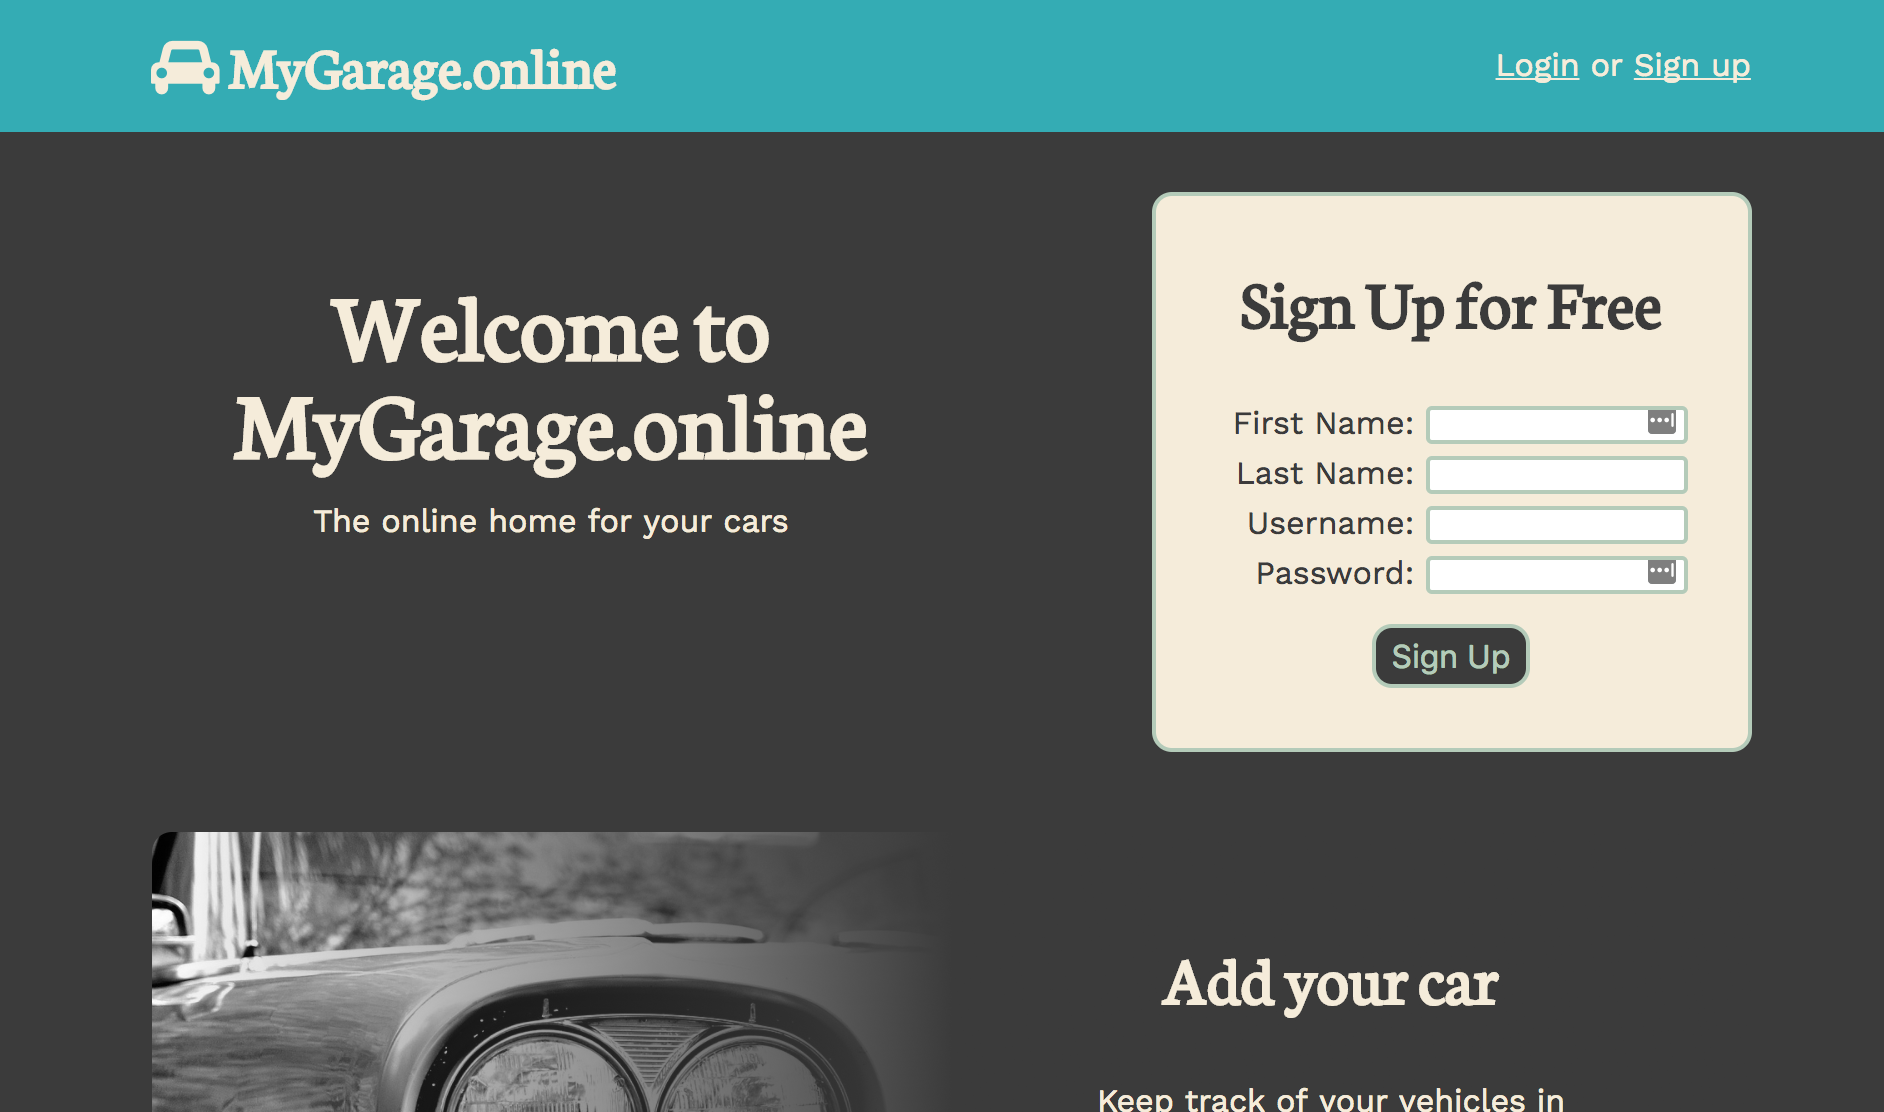 MyGarage.online
Login or Sign up
Welcome to
MyGarage.online
The online home for your cars
Sign Up for Free
First Name:
Last Name:
Username:
Password:
Sign Up
Add your car
Keep track of your vehicles in